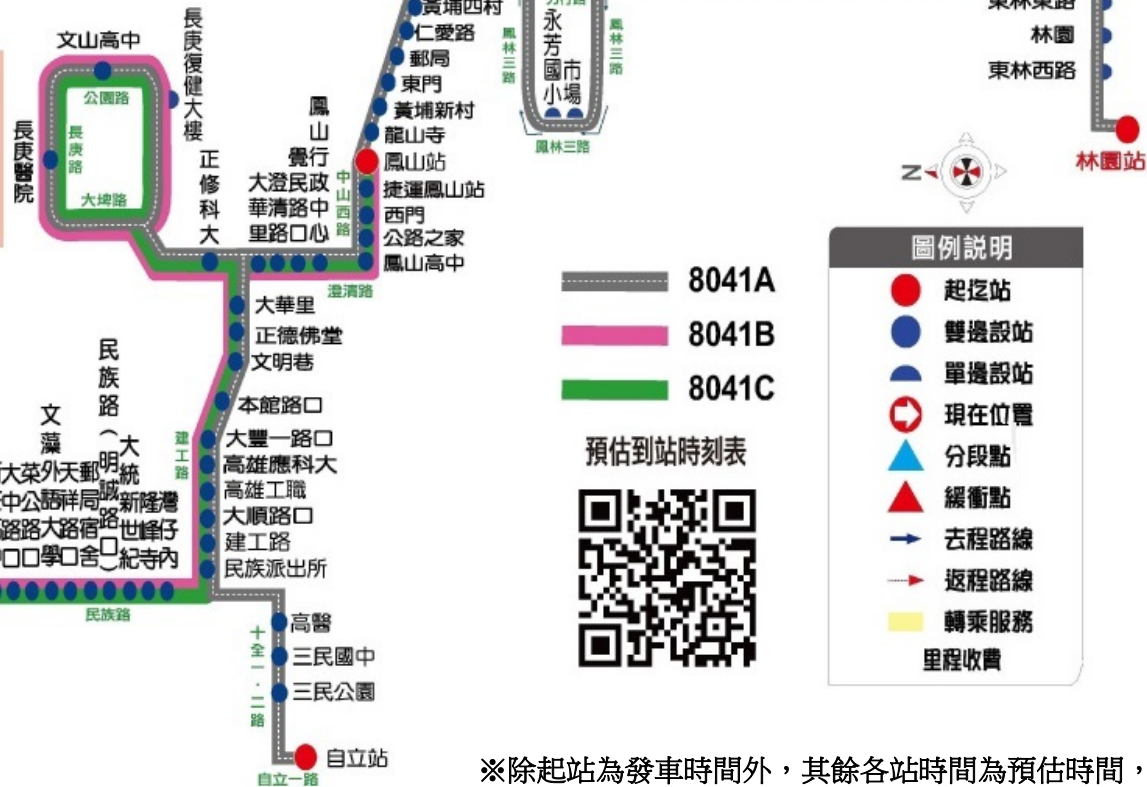 黃埔四村
仁愛路
郵局
東門
黃埔新村
龍山寺
鳳山站
捷運鳳山站
西門
公路之家
鳳山高中
中山西路
澄清路
文山高中
公園路
長庚路
大埤路
長庚醫院
長庚復健大樓
正修科大
大華里
澄清路口
覺民路口
鳳山行政中心
鳳林三路
永芳國小
市場
鳳林三路
鳳林三路
林園
東林西路
林園站
N
大華里
正德佛堂
文明巷
本館路口
大豐一路口
高雄應科大
高雄工職
大順路口
建工路
民族派出所
建工路
灣仔內
隆峰寺
大統新世紀
民族路(明誠路口)
郵局宿舍
天祥路口
文藻外語大學
英公路口
民族路
高醫
三民國中
三民公園
十全一.二路
自立站
自立一路
8041A
8041B
8041C
預估到站時刻表
圖例說明
起迄站
雙邊設站
單邊設站
現在位置
分段點
緩衝點
去程路線
返程路線
轉乘服務
里程收費
※除起站為發車時間外，其餘各站時間為預估時間，